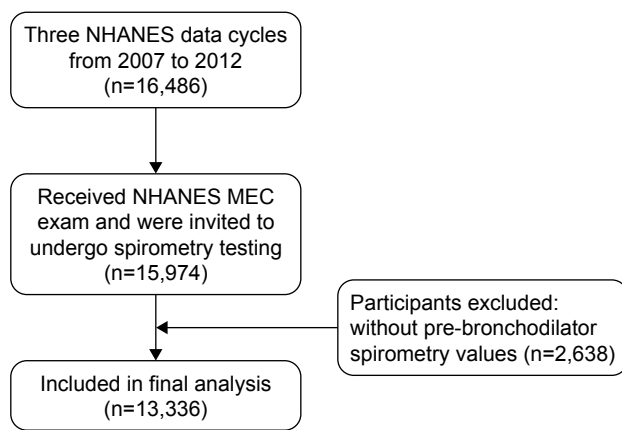 Three NHANES data cycles
from 2007 to 2012
(n=16,486)
Received NHANES MEC
exam and were invited to
undergo spirometry testing
(n=15,974)
Participants excluded:
without pre-bronchodilator
spirometry values (n=2,638)
Included in final analysis
(n=13,336)